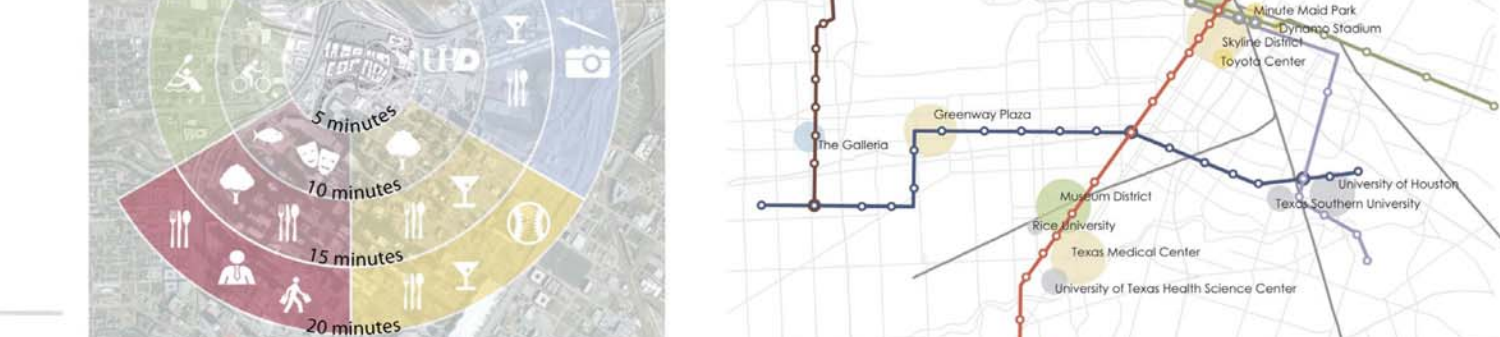 UHD
5 minutes
10 minutes
15 minutes
20 minutes
Minute Maid Park
Dynamo Stadium
Skyline District
Toyota Center
Greenway Plaza
The Galleria
University of Houston
Museum District
Texas Southern University
Rice University
Texas Medical Center
University of Texas Health Science Center